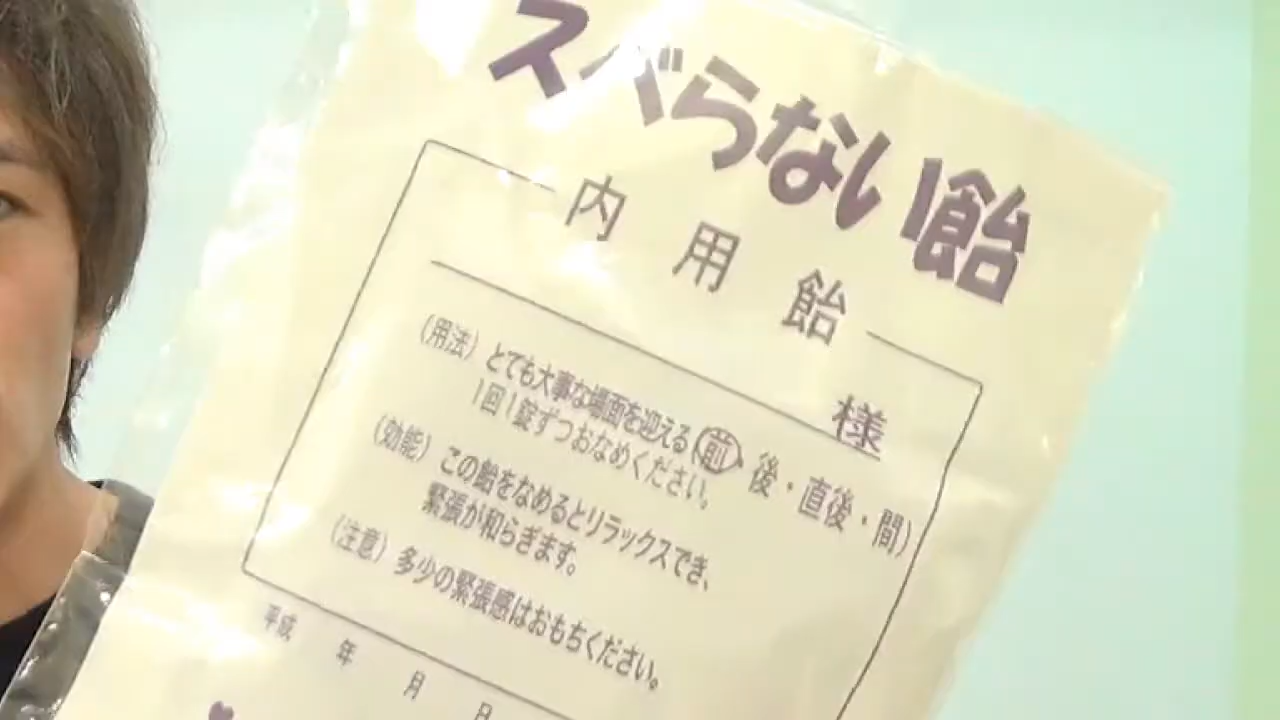 スベらない飴
内用飴
様
(用法) とても大事な場面を迎える(前・後・直後・間)
1回1錠ずつおなめください。
(効能) この飴をなめるとリラックスでき、
緊張が和らぎます。
(注意) 多少の緊張感はおもちください。
平成 年 月 日